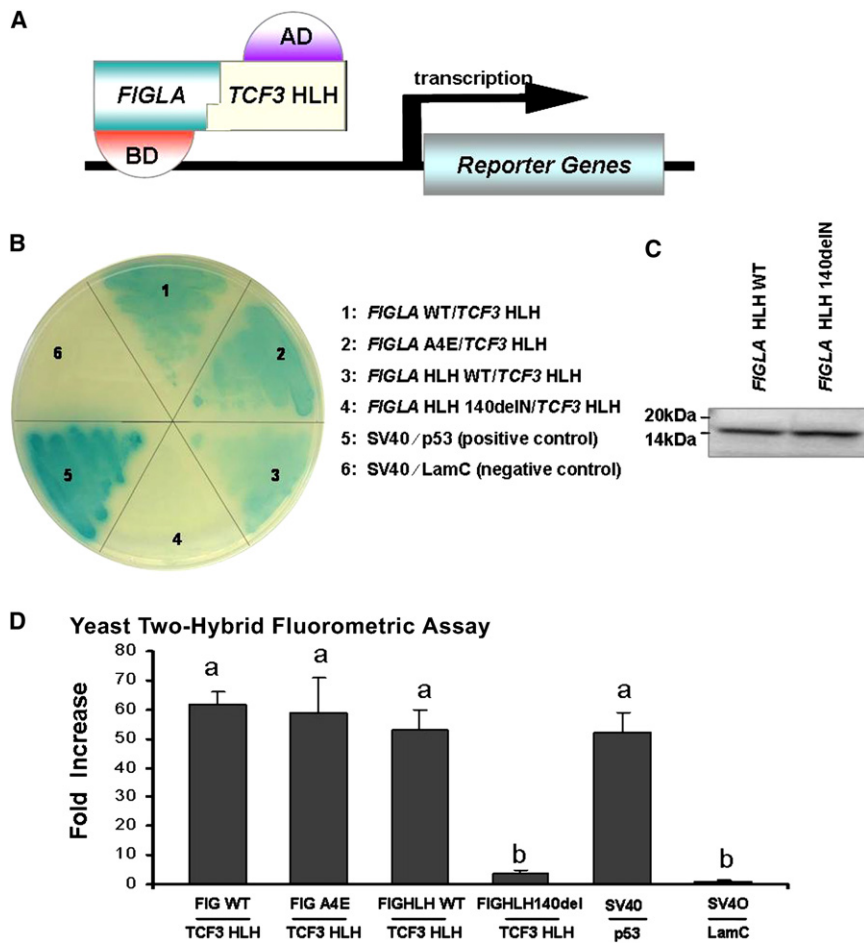 A
AD
FIGLA
TCF3 HLH
BD
transcription
Reporter Genes
B
1
2
3
4
5
6
1: FIGLA WT/TCF3 HLH
2: FIGLA A4E/TCF3 HLH
3: FIGLA HLH WT/TCF3 HLH
4: FIGLA HLH 140delN/TCF3 HLH
5: SV40/p53 (positive control)
6: SV40/LamC (negative control)
C
FIGLA HLH WT
FIGLA HLH 140delN
20kDa
14kDa
D Yeast Two-Hybrid Fluorometric Assay
Fold Increase
80
70
60
50
40
30
20
10
0
a
a
a
b
a
b
FIG WT
TCF3 HLH
FIG A4E
TCF3 HLH
FIGHLH WT
TCF3 HLH
FIGHLH140del
TCF3 HLH
SV40
p53
SV4O
LamC